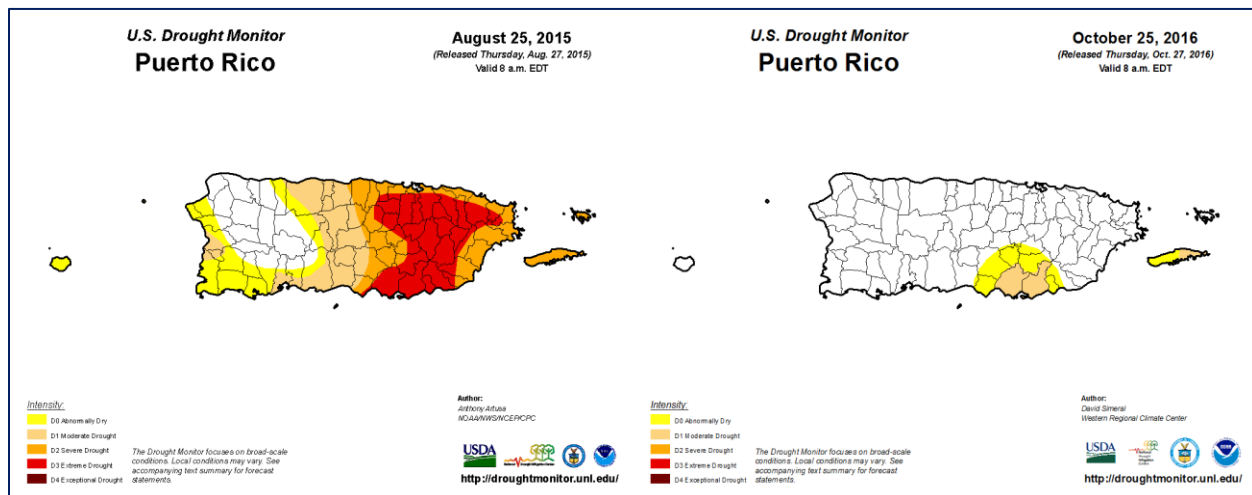 U.S. Drought Monitor
Puerto Rico
August 25, 2015
(Released Thursday, Aug. 27, 2015)
Valid 8 a.m. EDT
Intensity:
D0 Abnormally Dry
D1 Moderate Drought
D2 Severe Drought
D3 Extreme Drought
D4 Exceptional Drought
The Drought Monitor focuses on broad-scale
conditions. Local conditions may vary. See
accompanying text summary for forecast
statements.
Author:
Anthony Artusa
NOAA/NWS/NCEP/CPC
USDA
http://droughtmonitor.unl.edu/
U.S. Drought Monitor
Puerto Rico
October 25, 2016
(Released Thursday, Oct. 27, 2016)
Valid 8 a.m. EDT
Intensity:
D0 Abnormally Dry
D1 Moderate Drought
D2 Severe Drought
D3 Extreme Drought
D4 Exceptional Drought
The Drought Monitor focuses on broad-scale
conditions. Local conditions may vary. See
accompanying text summary for forecast
statements.
Author:
David Simeral
Western Regional Climate Center
USDA
http://droughtmonitor.unl.edu/